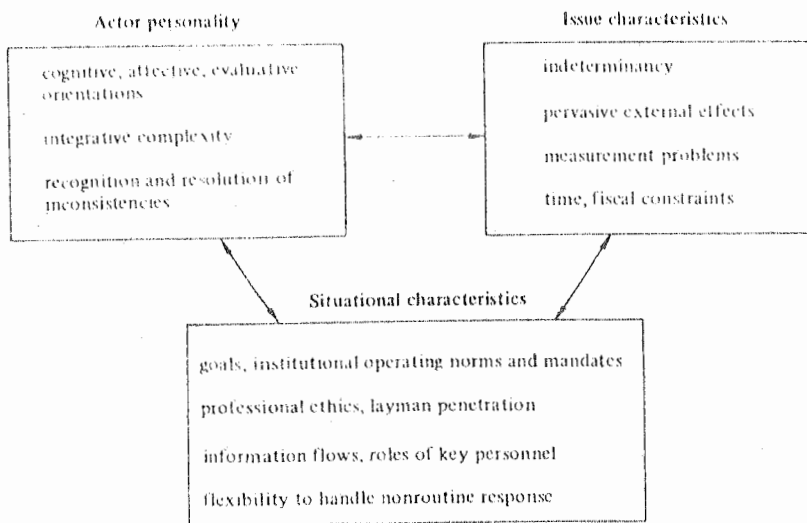 Actor personality
cognitive, affective, evaluative
orientations
integrative complexity
recognition and resolution of
inconsistencies
Issue characteristics
indeterminancy
pervasive external effects
measurement problems
time, fiscal constraints
Situational characteristics
goals, institutional operating norms and mandates
professional ethics, layman penetration
information flows, roles of key personnel
flexibility to handle nonroutine response